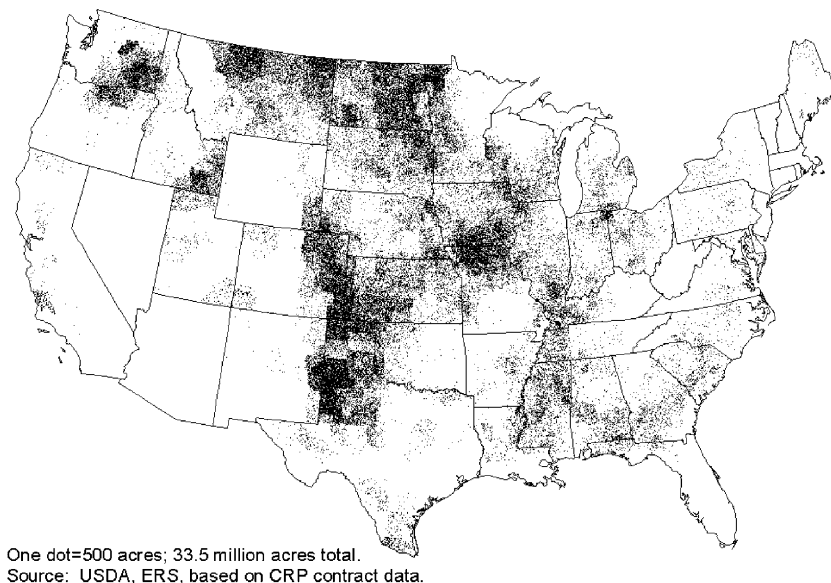 One dot=500 acres; 33.5 million acres total.
Source:  USDA, ERS, based on CRP contract data.